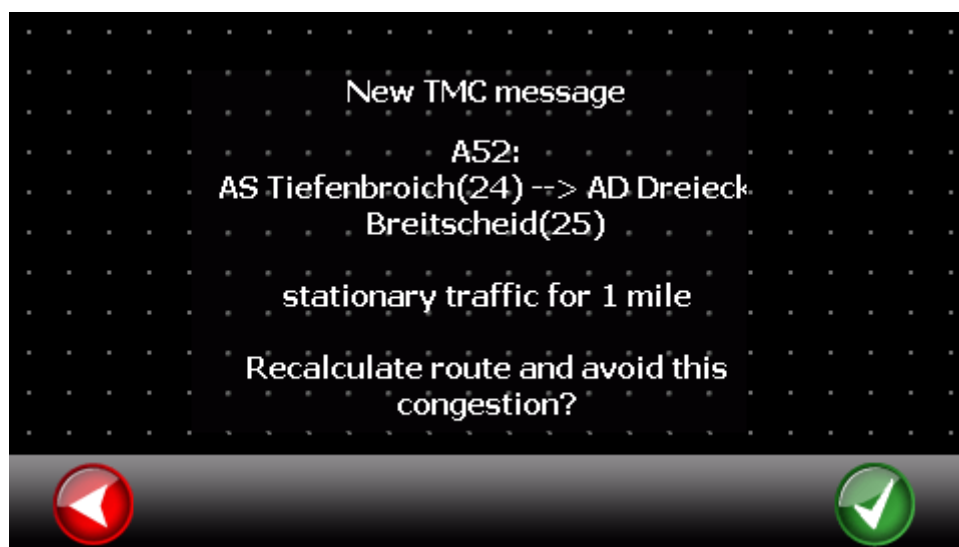 New TMC message
A52:
AS Tiefenbroich(24) --> AD Dreieck
Breitscheid(25)
stationary traffic for 1 mile
Recalculate route and avoid this
congestion?